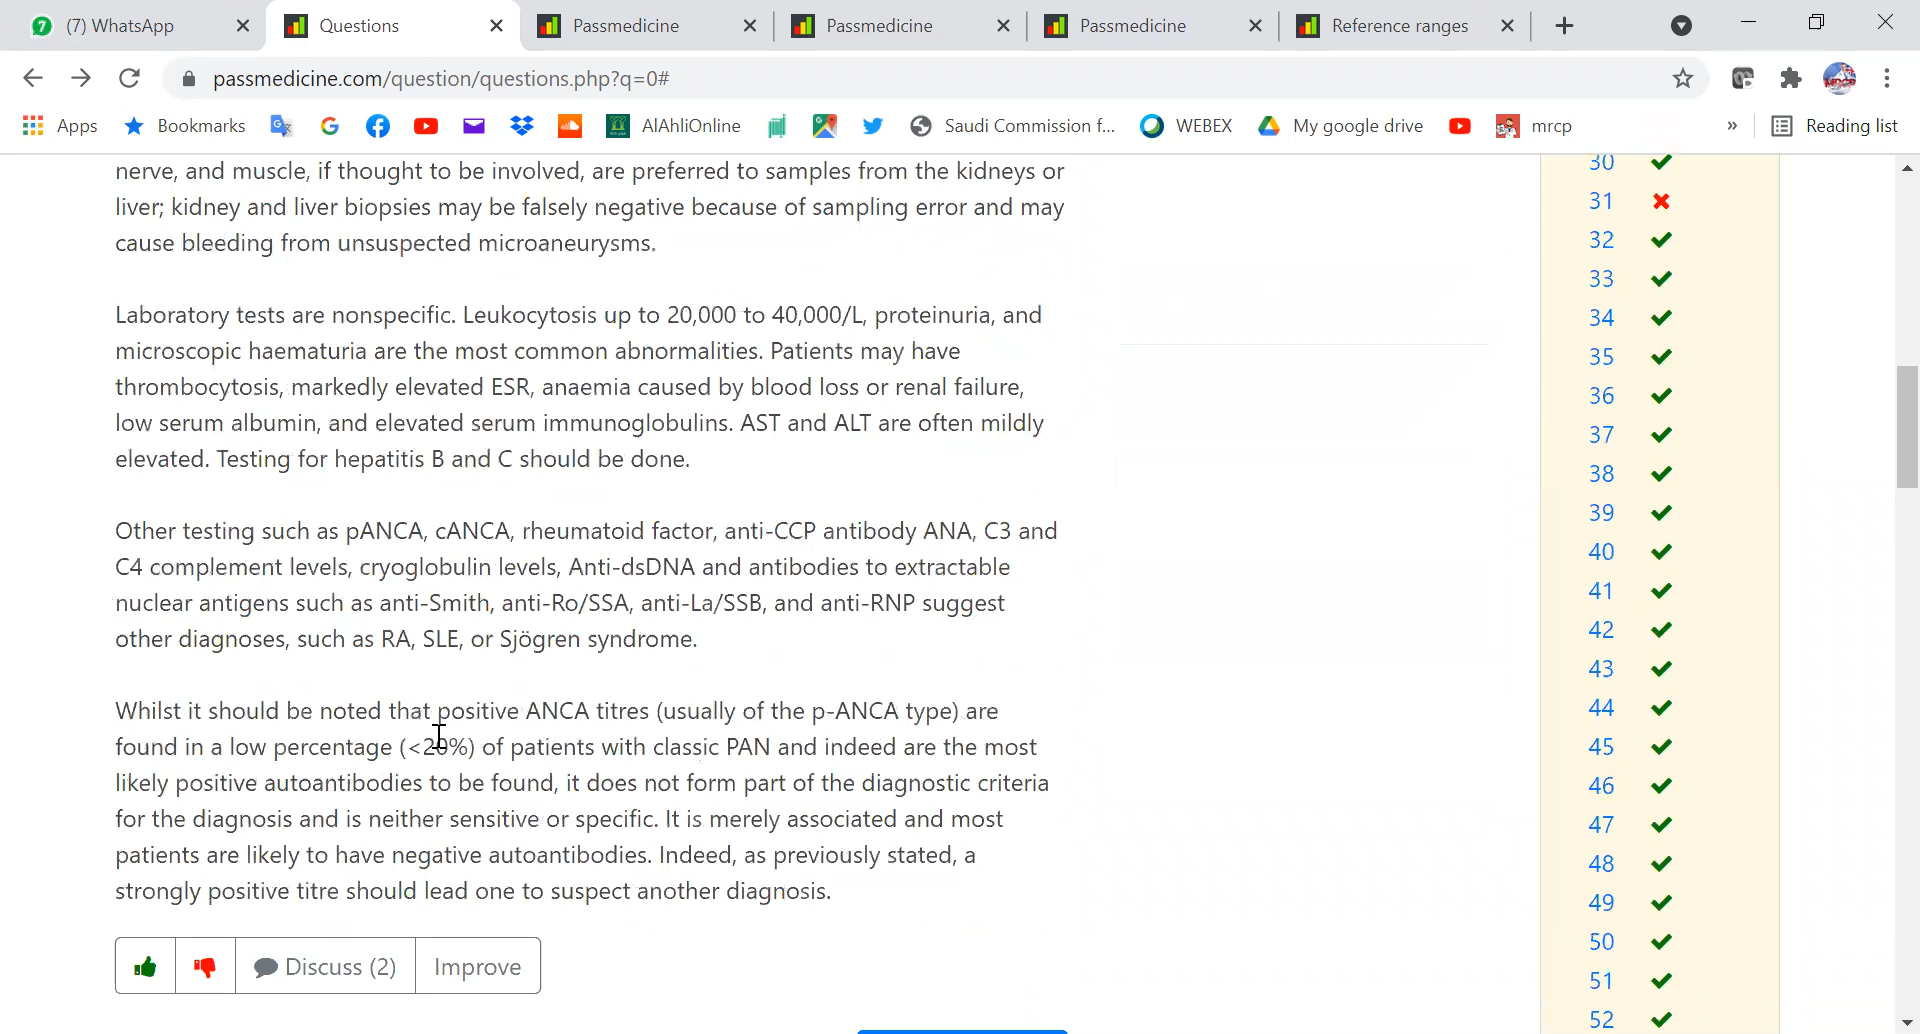 7
(7) WhatsApp
Questions
Passmedicine
Passmedicine
Passmedicine
Reference ranges
passmedicine.com/question/questions.php?q=0#
Apps
Bookmarks
AlAhliOnline
Saudi Commission f...
WEBEX
My google drive
mrcp
»
Reading list
nerve, and muscle, if thought to be involved, are preferred to samples from the kidneys or
liver; kidney and liver biopsies may be falsely negative because of sampling error and may
cause bleeding from unsuspected microaneurysms.
Laboratory tests are nonspecific. Leukocytosis up to 20,000 to 40,000/L, proteinuria, and
microscopic haematuria are the most common abnormalities. Patients may have
thrombocytosis, markedly elevated ESR, anaemia caused by blood loss or renal failure,
low serum albumin, and elevated serum immunoglobulins. AST and ALT are often mildly
elevated. Testing for hepatitis B and C should be done.
Other testing such as pANCA, cANCA, rheumatoid factor, anti-CCP antibody ANA, C3 and
C4 complement levels, cryoglobulin levels, Anti-dsDNA and antibodies to extractable
nuclear antigens such as anti-Smith, anti-Ro/SSA, anti-La/SSB, and anti-RNP suggest
other diagnoses, such as RA, SLE, or Sjögren syndrome.
Whilst it should be noted that positive ANCA titres (usually of the p-ANCA type) are
found in a low percentage (<20%) of patients with classic PAN and indeed are the most
likely positive autoantibodies to be found, it does not form part of the diagnostic criteria
for the diagnosis and is neither sensitive or specific. It is merely associated and most
patients are likely to have negative autoantibodies. Indeed, as previously stated, a
strongly positive titre should lead one to suspect another diagnosis.
Discuss (2)
Improve
30
31
32
33
34
35
36
37
38
39
40
41
42
43
44
45
46
47
48
49
50
51
52